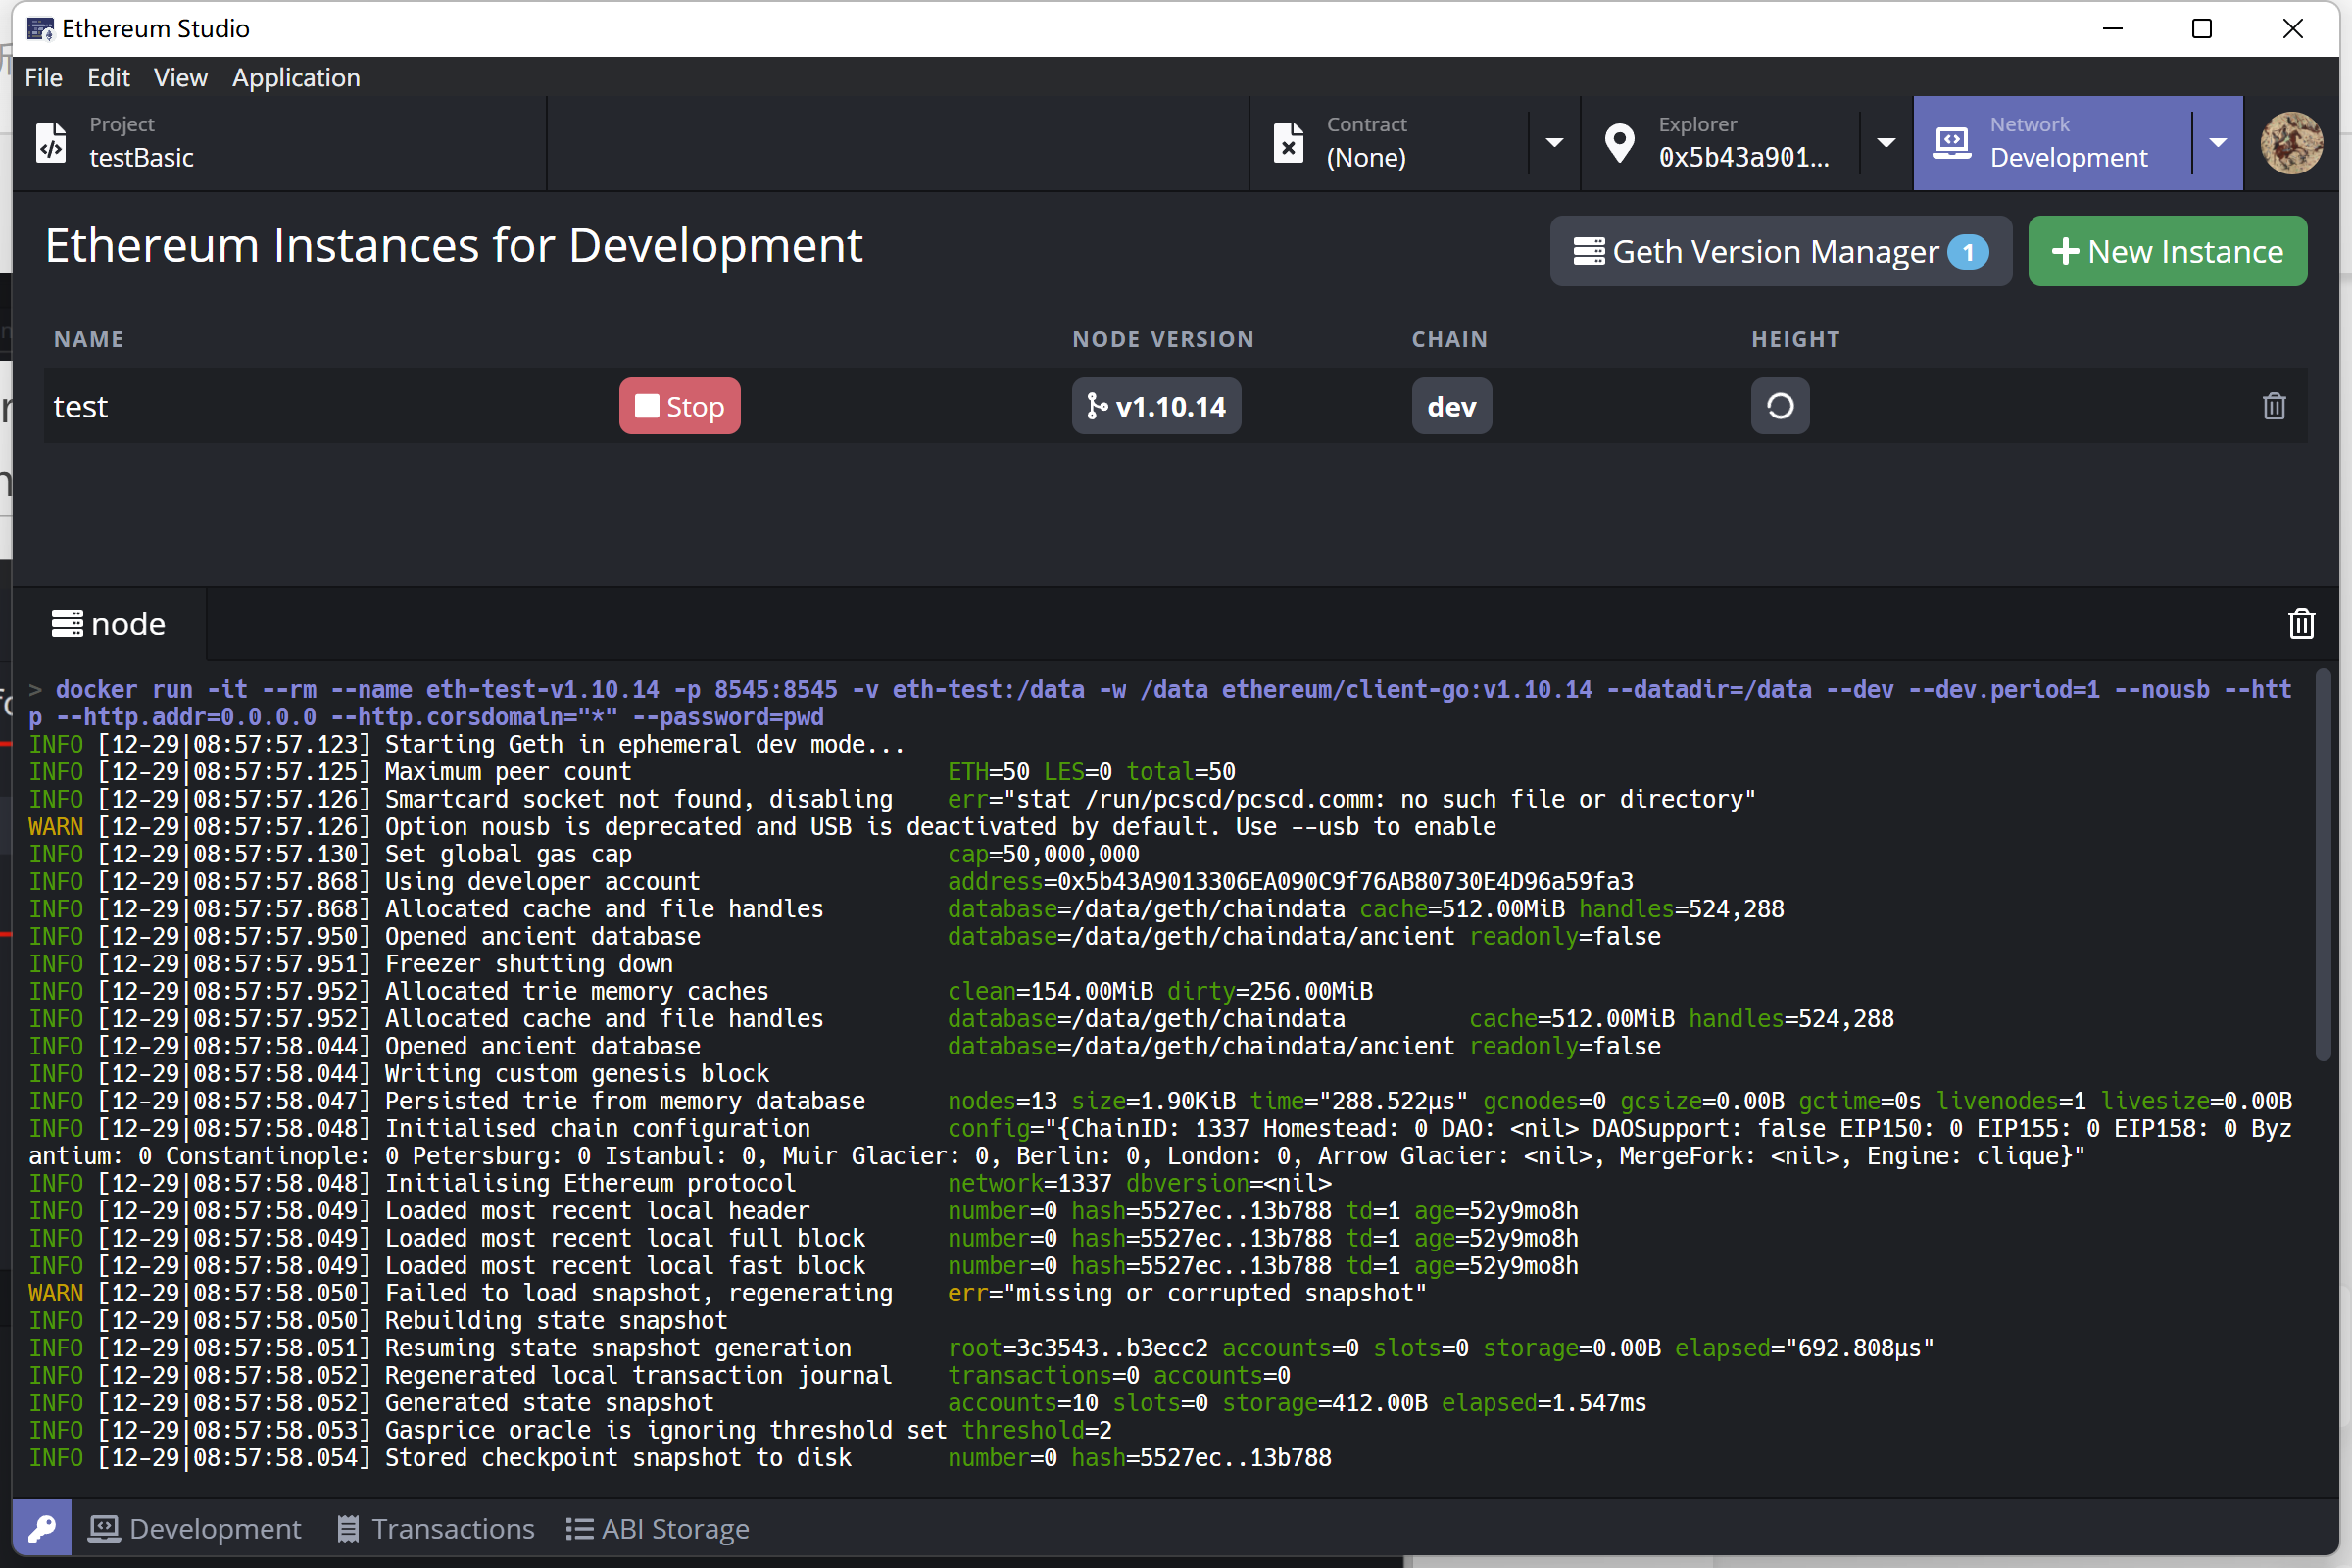 Ethereum Studio
File Edit View Application
Project
testBasic
Contract
(None)
Explorer
0x5b43a901...
Network
Development
Ethereum Instances for Development
Geth Version Manager 1
New Instance
NAME NODE VERSION CHAIN HEIGHT
test Stop v1.10.14 dev
node
> docker run -it --rm --name eth-test-v1.10.14 -p 8545:8545 -v eth-test:/data -w /data ethereum/client-go:v1.10.14 --datadir=/data --dev --dev.period=1 --nousb --htt
p --http.addr=0.0.0.0 --http.corsdomain="*" --password=pwd
INFO [12-29|08:57:57.123] Starting Geth in ephemeral dev mode...
INFO [12-29|08:57:57.125] Maximum peer count ETH=50 LES=0 total=50
INFO [12-29|08:57:57.126] Smartcard socket not found, disabling err="stat /run/pcscd/pcscd.comm: no such file or directory"
WARN [12-29|08:57:57.126] Option nousb is deprecated and USB is deactivated by default. Use --usb to enable
INFO [12-29|08:57:57.130] Set global gas cap cap=50,000,000
INFO [12-29|08:57:57.868] Using developer account address=0x5b43A9013306EA090C9f76AB80730E4D96a59fa3
INFO [12-29|08:57:57.868] Allocated cache and file handles database=/data/geth/chaindata cache=512.00MiB handles=524,288
INFO [12-29|08:57:57.950] Opened ancient database database=/data/geth/chaindata/ancient readonly=false
INFO [12-29|08:57:57.951] Freezer shutting down
INFO [12-29|08:57:57.952] Allocated trie memory caches clean=154.00MiB dirty=256.00MiB
INFO [12-29|08:57:57.952] Allocated cache and file handles database=/data/geth/chaindata cache=512.00MiB handles=524,288
INFO [12-29|08:57:58.044] Opened ancient database database=/data/geth/chaindata/ancient readonly=false
INFO [12-29|08:57:58.044] Writing custom genesis block
INFO [12-29|08:57:58.047] Persisted trie from memory database nodes=13 size=1.90KiB time="288.522µs" gcnodes=0 gcsize=0.00B gctime=0s livenodes=1 livesize=0.00B
INFO [12-29|08:57:58.048] Initialised chain configuration config="{ChainID: 1337 Homestead: 0 DAO: <nil> DAOSupport: false EIP150: 0 EIP155: 0 EIP158: 0 Byz
antium: 0 Constantinople: 0 Petersburg: 0 Istanbul: 0, Muir Glacier: 0, Berlin: 0, London: 0, Arrow Glacier: <nil>, MergeFork: <nil>, Engine: clique}"
INFO [12-29|08:57:58.048] Initialising Ethereum protocol network=1337 dbversion=<nil>
INFO [12-29|08:57:58.049] Loaded most recent local header number=0 hash=5527ec..13b788 td=1 age=52y9mo8h
INFO [12-29|08:57:58.049] Loaded most recent local full block number=0 hash=5527ec..13b788 td=1 age=52y9mo8h
INFO [12-29|08:57:58.049] Loaded most recent local fast block number=0 hash=5527ec..13b788 td=1 age=52y9mo8h
WARN [12-29|08:57:58.050] Failed to load snapshot, regenerating err="missing or corrupted snapshot"
INFO [12-29|08:57:58.050] Rebuilding state snapshot
INFO [12-29|08:57:58.051] Resuming state snapshot generation root=3c3543..b3ecc2 accounts=0 slots=0 storage=0.00B elapsed="692.808µs"
INFO [12-29|08:57:58.052] Regenerated local transaction journal transactions=0 accounts=0
INFO [12-29|08:57:58.052] Generated state snapshot accounts=10 slots=0 storage=412.00B elapsed=1.547ms
INFO [12-29|08:57:58.053] Gasprice oracle is ignoring threshold set threshold=2
INFO [12-29|08:57:58.054] Stored checkpoint snapshot to disk number=0 hash=5527ec..13b788
Development Transactions ABI Storage